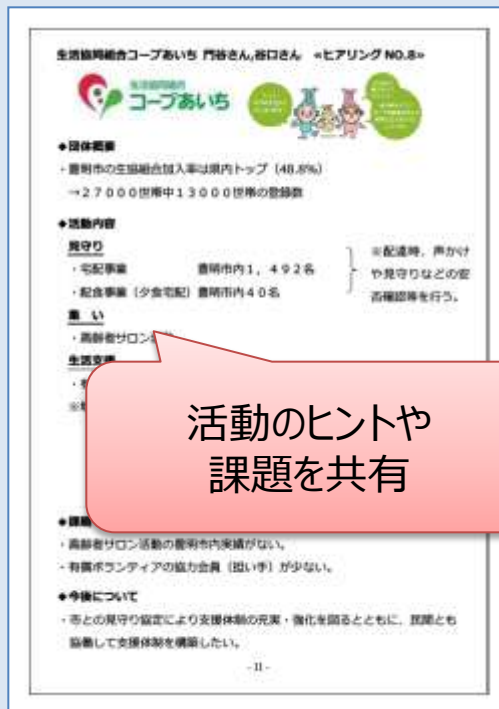 生活協同組合コープあいち 門谷さん,谷口さん ≪ヒアリング NO.8≫
生活協同組合
コープあいち
◆団体概要
・豊明市の生協組合加入率は県内トップ（48.8%）
→２７０００世帯中１３０００世帯の登録数
◆活動内容
見守り
・宅配事業 豊明市内１，４９２名
・配食事業（夕食宅配）豊明市内４０名
※配達時，声かけ
や見守りなどの安
否確認等を行う。
集 い
・高齢者サロン
生活支援
活動のヒントや
課題を共有
◆課題
・高齢者サロン活動の豊明市内実績がない。
・有償ボランティアの協力会員（担い手）が少ない。
◆今後について
・市との見守り協定により支援体制の充実・強化を図るとともに，民間とも
協働して支援体制を構築したい。
- 11 -